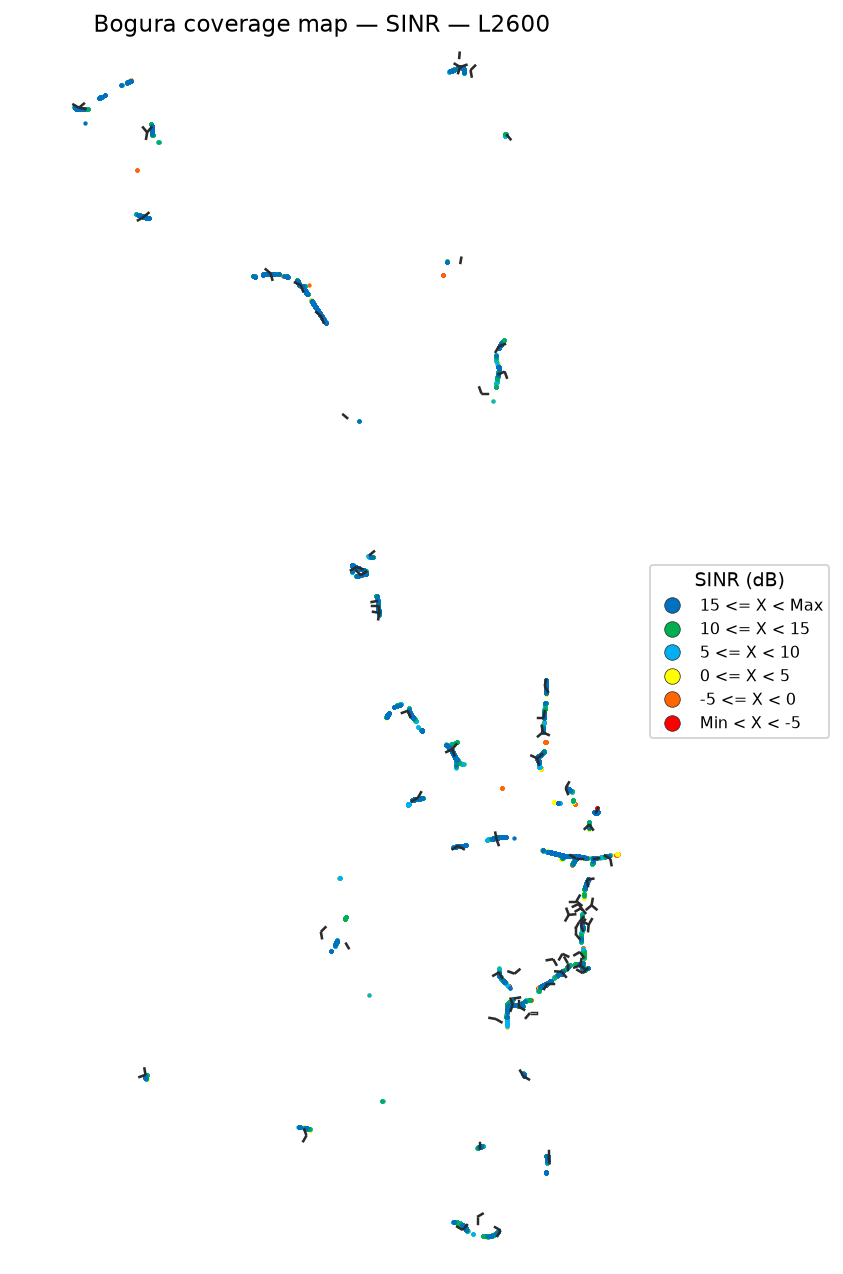 Bogura coverage map — SINR — L2600
SINR (dB)
15 <= X < Max
10 <= X < 15
5 <= X < 10
0 <= X < 5
-5 <= X < 0
Min < X < -5